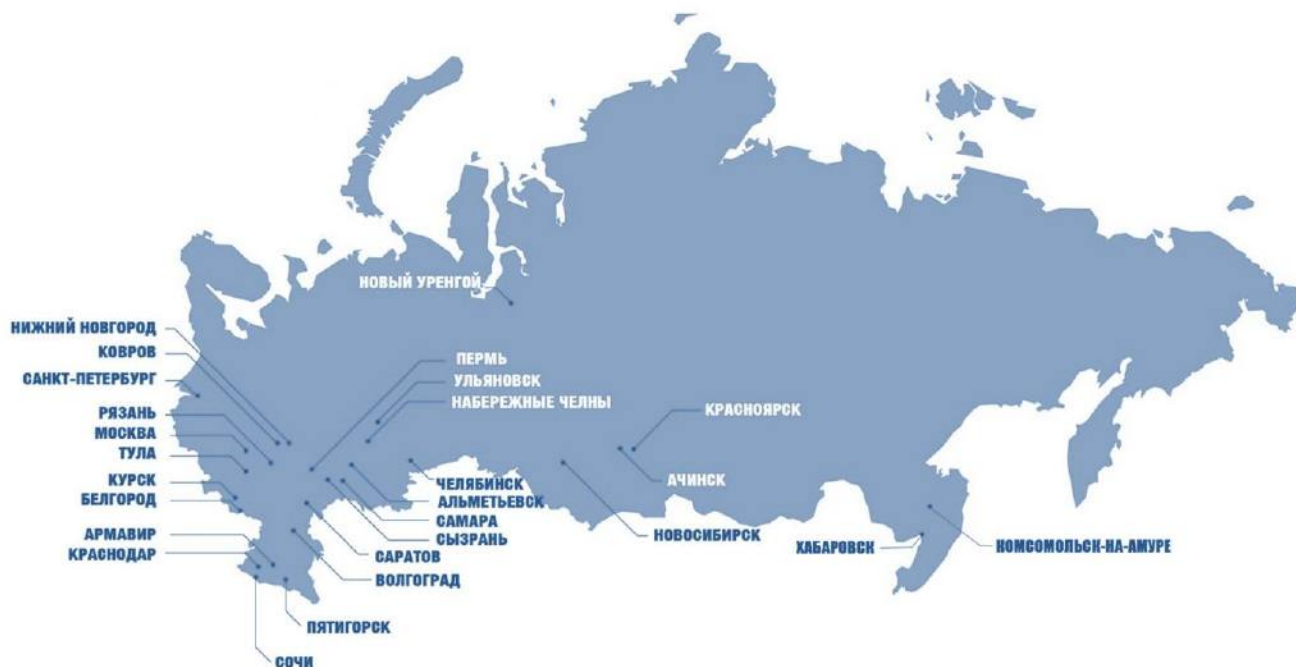 НОВЫЙ УРЕНГОЙ
НИЖНИЙ НОВГОРОД
КОВРОВ
САНКТ-ПЕТЕРБУРГ
РЯЗАНЬ
МОСКВА
ТУЛА
КУРСК
БЕЛГОРОД
АРМАВИР
КРАСНОДАР
ПЕРМЬ
УЛЬЯНОВСК
НАБЕРЕЖНЫЕ ЧЕЛНЫ
ЧЕЛЯБИНСК
АЛЬМЕТЬЕВСК
САМАРА
СЫЗРАНЬ
САРАТОВ
ВОЛГОГРАД
ПЯТИГОРСК
СОЧИ
КРАСНОЯРСК
АЧИНСК
НОВОСИБИРСК
ХАБАРОВСК
КОМСОМОЛЬСК-НА-АМУРЕ